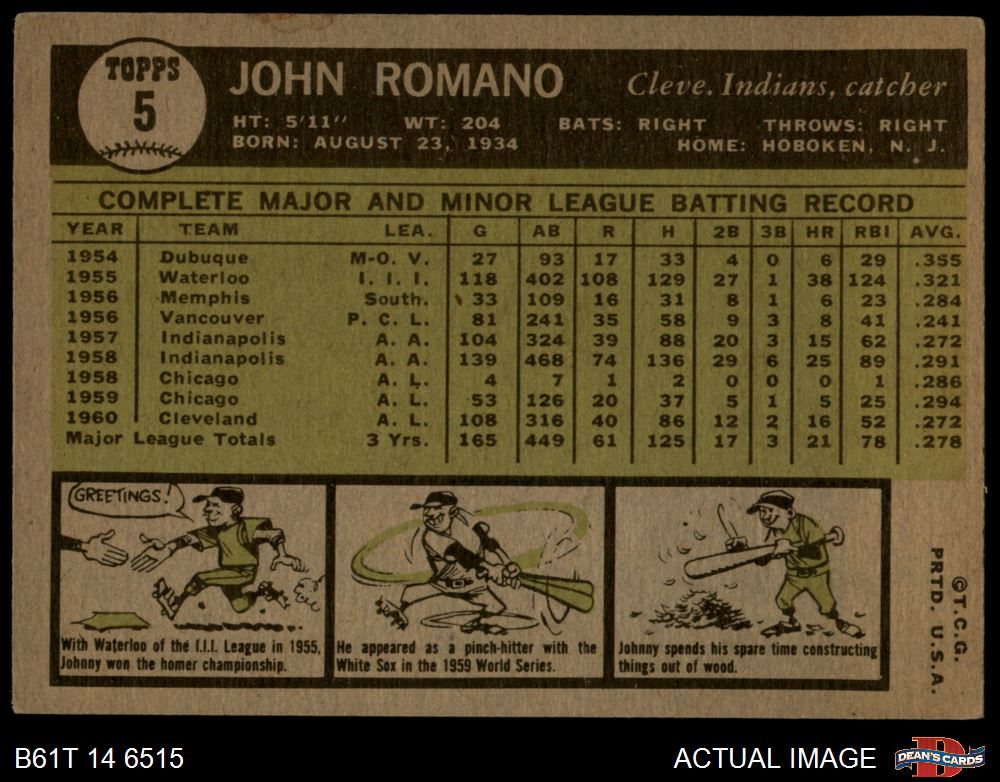 TOPPS
5
JOHN ROMANO
Cleve. Indians, catcher
HT: 5'11'' WT: 204 BATS: RIGHT THROWS: RIGHT
BORN: AUGUST 23, 1934 HOME: HOBOKEN, N. J.
COMPLETE MAJOR AND MINOR LEAGUE BATTING RECORD
YEAR TEAM LEA. G AB R H 2B 3B HR RBI AVG.
1954 Dubuque M-O. V. 27 93 17 33 4 0 6 29 .355
1955 Waterloo I. I. I. 118 402 108 129 27 1 38 124 .321
1956 Memphis South. 33 109 16 31 8 1 6 23 .284
1956 Vancouver P. C. L. 81 241 35 58 9 3 8 41 .241
1957 Indianapolis A. A. 104 324 39 88 20 3 15 62 .272
1958 Indianapolis A. A. 139 468 74 136 29 6 25 89 .291
1958 Chicago A. L. 4 7 1 2 0 0 0 1 .286
1959 Chicago A. L. 53 126 20 37 5 1 5 25 .294
1960 Cleveland A. L. 108 316 40 86 12 2 16 52 .272
Major League Totals 3 Yrs. 165 449 61 125 17 3 21 78 .278
GREETINGS!
With Waterloo of the I.I.I. League in 1955,
Johnny won the homer championship.
He appeared as a pinch-hitter with the
White Sox in the 1959 World Series.
Johnny spends his spare time constructing
things out of wood.
©T.C.G.
PRTD. U.S.A.
B61T 14 6515
ACTUAL IMAGE
D
DEAN'S CARDS